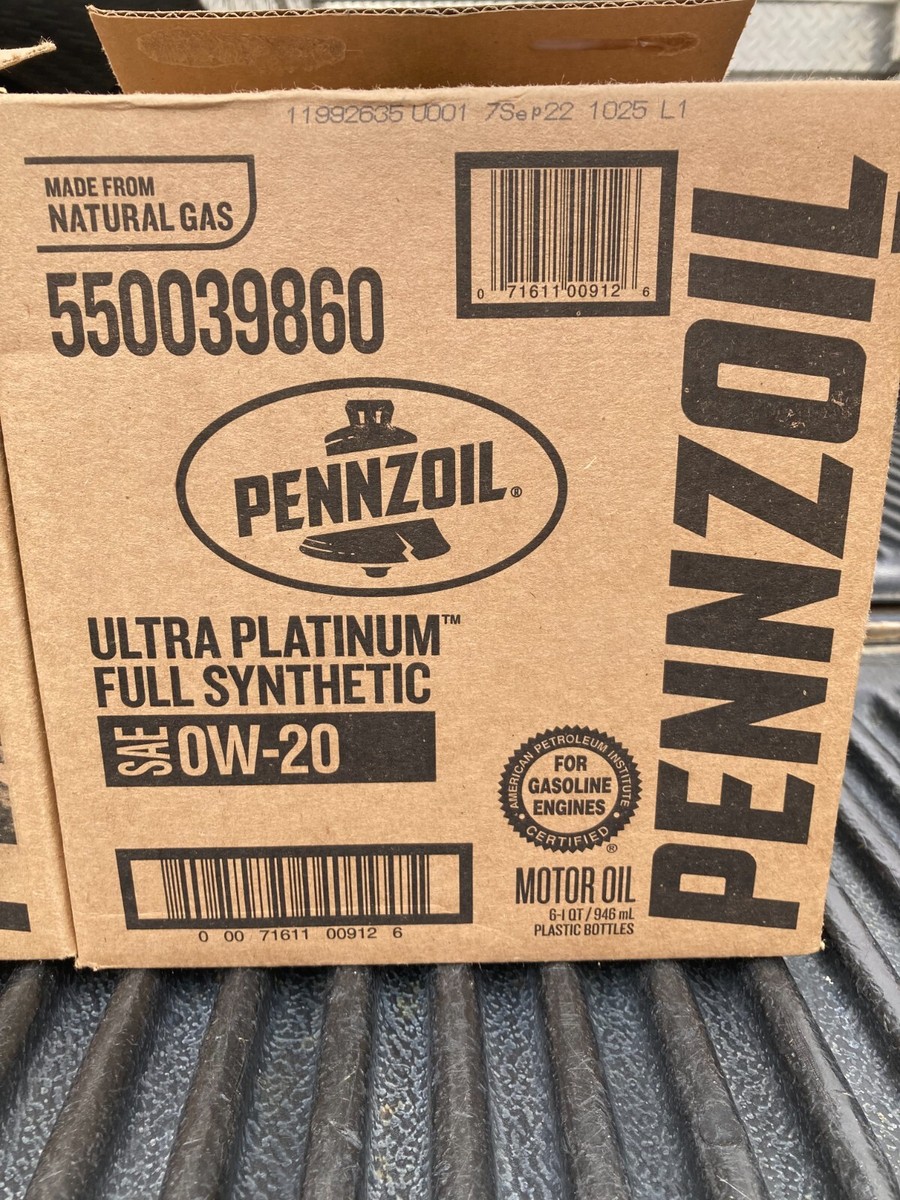 11992635 U001 7Sep22 1025 L1
MADE FROM
NATURAL GAS
0 71611 00912 6
550039860
PENNZOIL®
ULTRA PLATINUM™
FULL SYNTHETIC
SAE 0W-20
AMERICAN PETROLEUM INSTITUTE
FOR
GASOLINE
ENGINES
CERTIFIED
®
0 00 71611 00912 6
MOTOR OIL
6-1 QT / 946 mL
PLASTIC BOTTLES
PENNZOIL